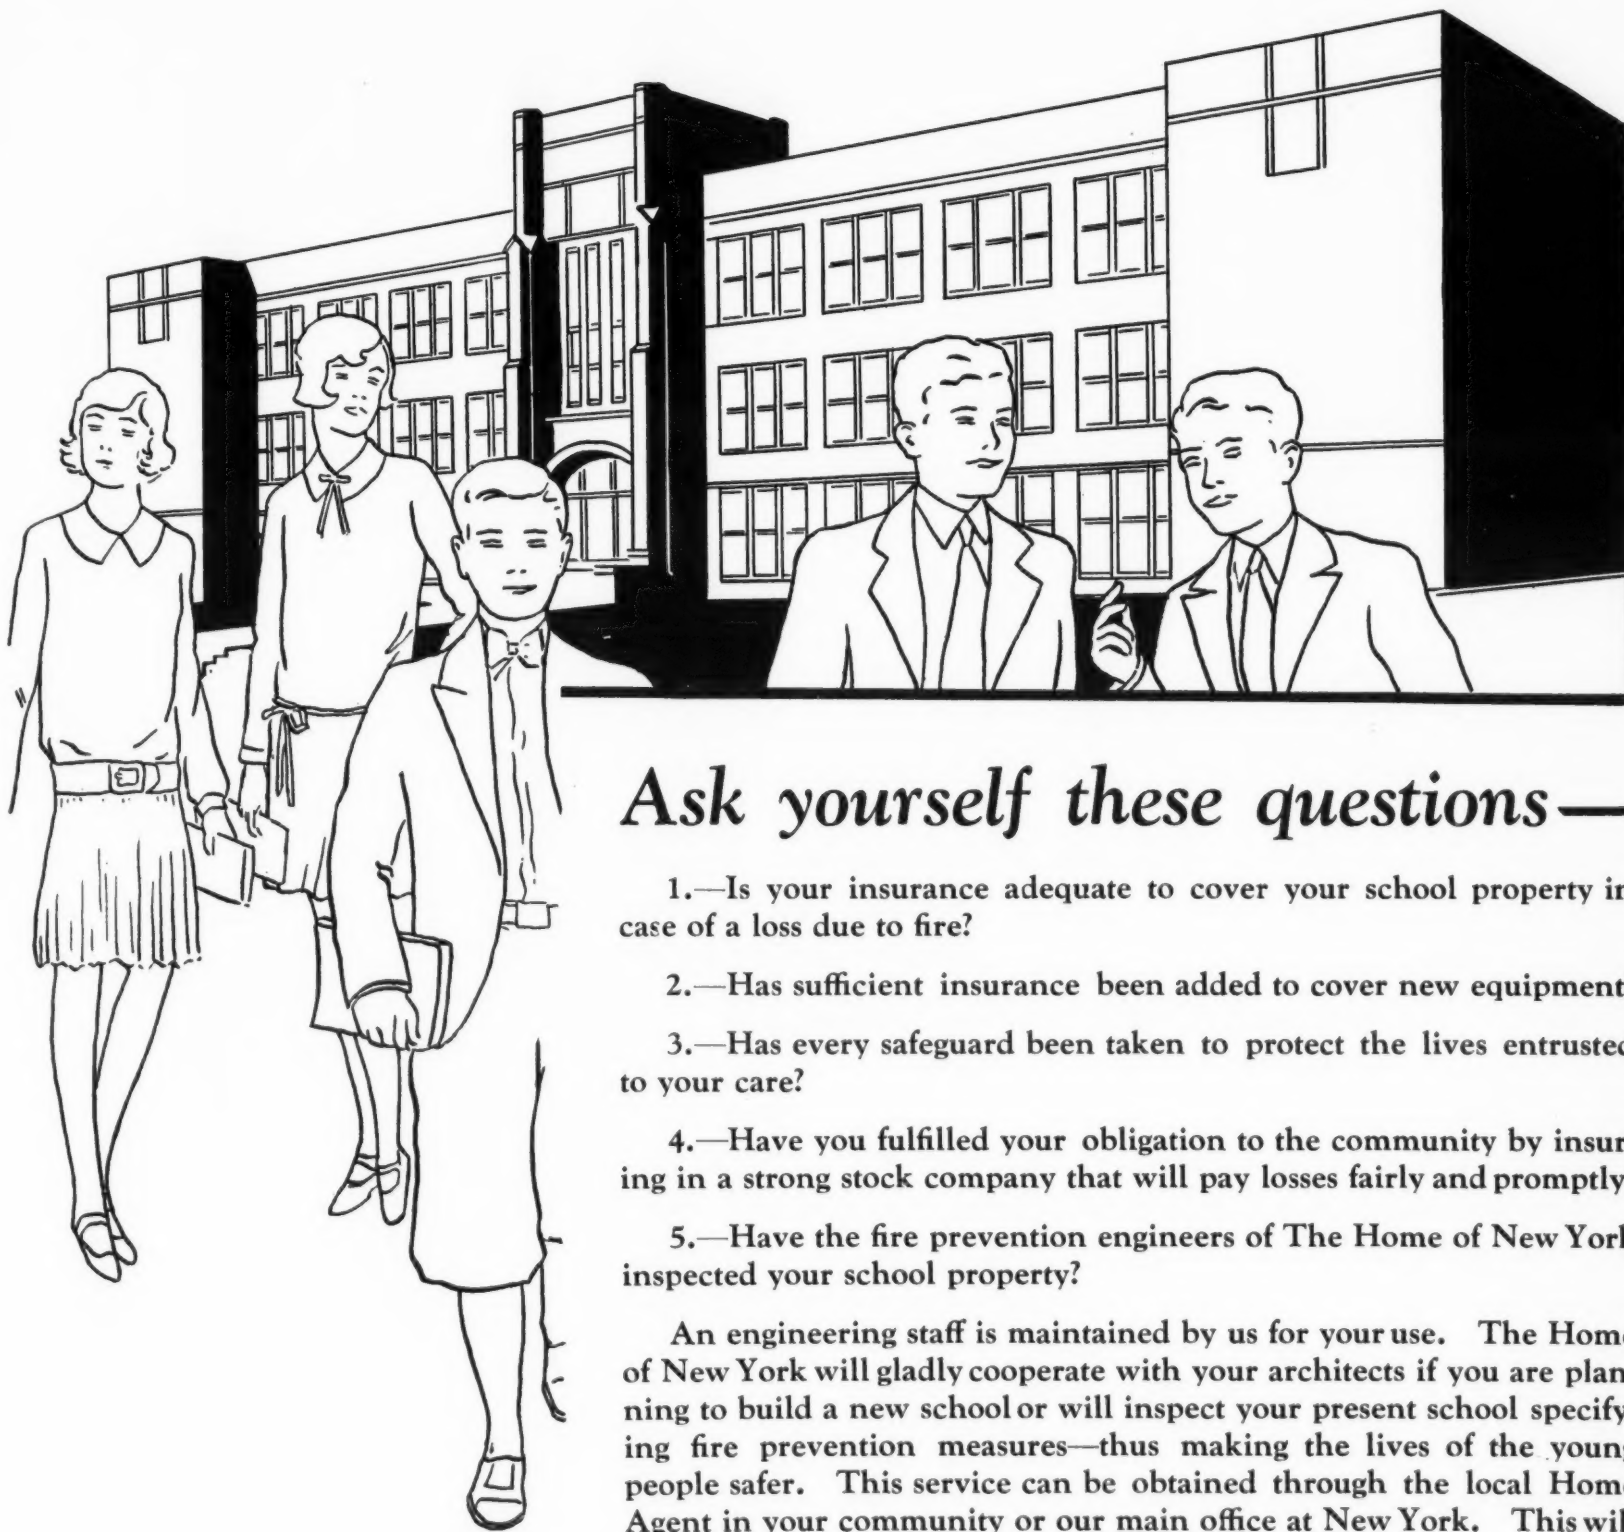 Ask yourself these questions—
1.—Is your insurance adequate to cover your school property in
case of a loss due to fire?
2.—Has sufficient insurance been added to cover new equipment
3.—Has every safeguard been taken to protect the lives entrusted
to your care?
4.—Have you fulfilled your obligation to the community by insur
ing in a strong stock company that will pay losses fairly and promptly
5.—Have the fire prevention engineers of The Home of New York
inspected your school property?
An engineering staff is maintained by us for your use. The Home
of New York will gladly cooperate with your architects if you are plan
ning to build a new school or will inspect your present school specify
ing fire prevention measures—thus making the lives of the young
people safer. This service can be obtained through the local Home
Agent in your community or our main office at New York. This will